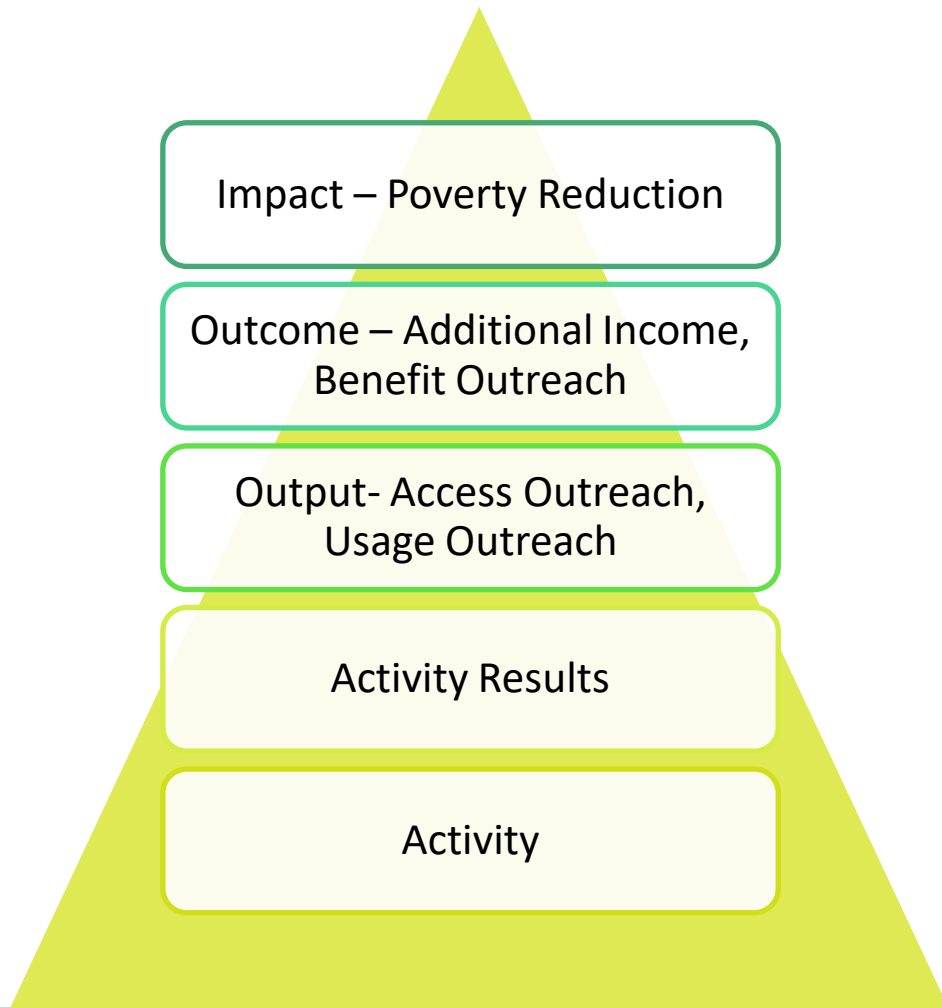 Impact – Poverty Reduction
Outcome – Additional Income,
Benefit Outreach
Output- Access Outreach,
Usage Outreach
Activity Results
Activity